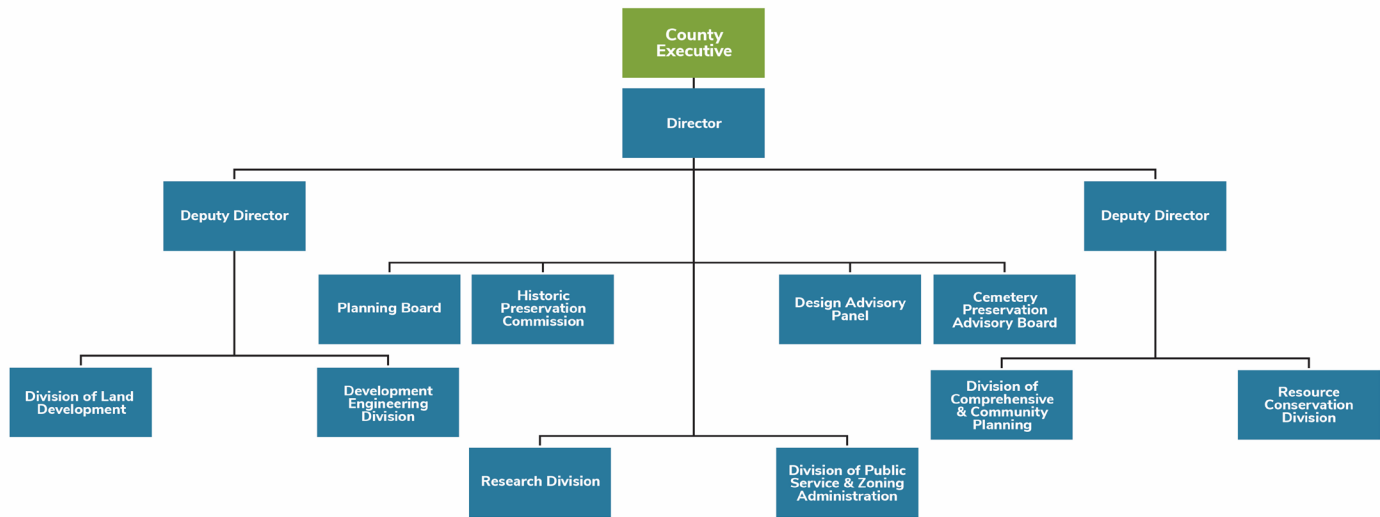 County
Executive
Director
Deputy Director
Deputy Director
Planning Board
Historic
Preservation
Commission
Design Advisory
Panel
Cemetery
Preservation
Advisory Board
Division of Land
Development
Development
Engineering
Division
Division of
Comprehensive
& Community
Planning
Resource
Conservation
Division
Research Division
Division of Public
Service & Zoning
Administration